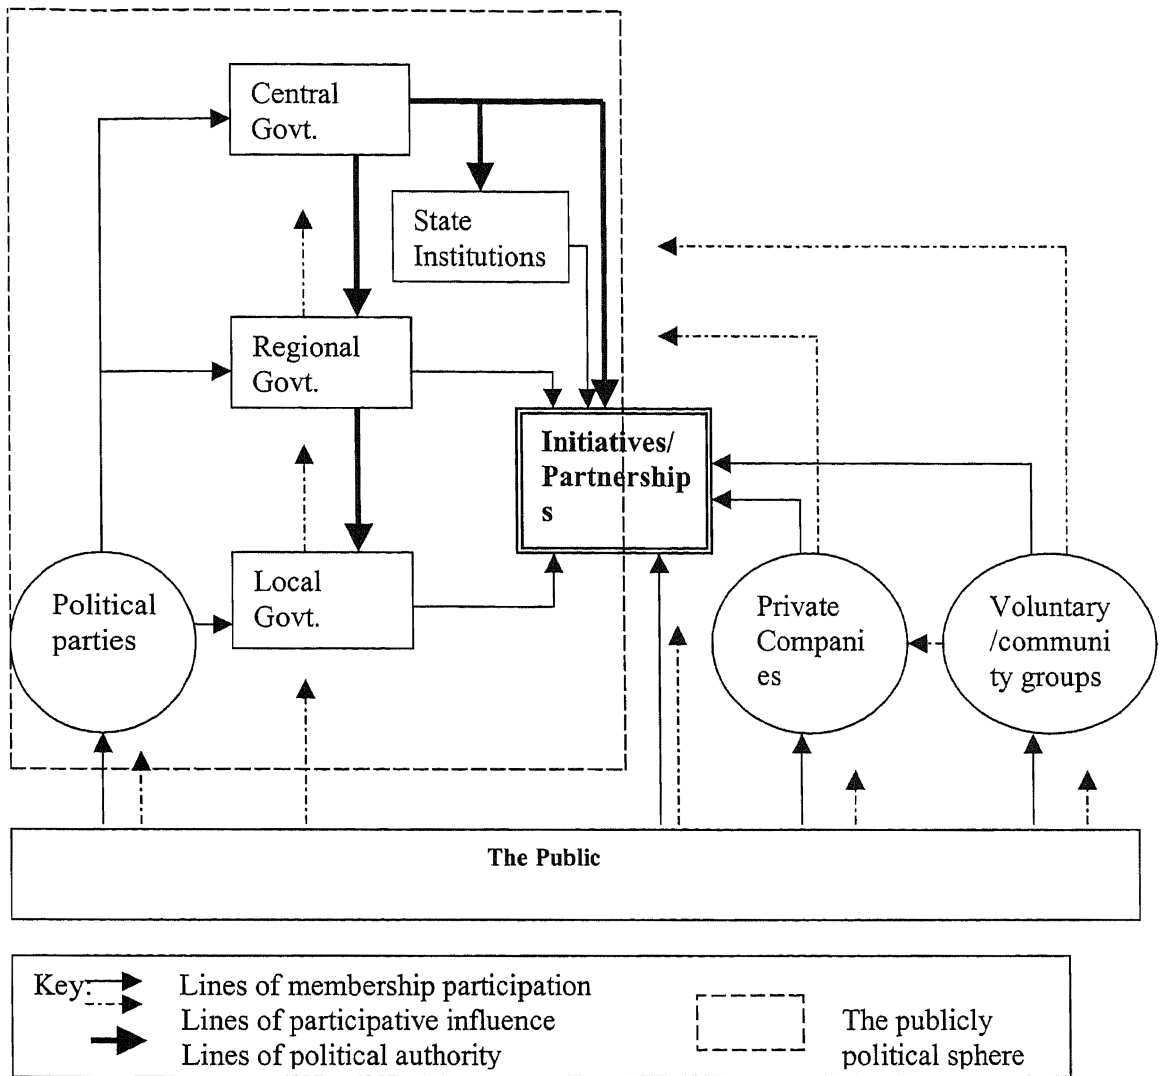 Central
Govt.
State
Institutions
Regional
Govt.
Initiatives/
Partnership
s
Local
Govt.
Political
parties
Private
Compani
es
Voluntary
/communi
ty groups
The Public
Key:
Lines of membership participation
Lines of participative influence
Lines of political authority
The publicly
political sphere